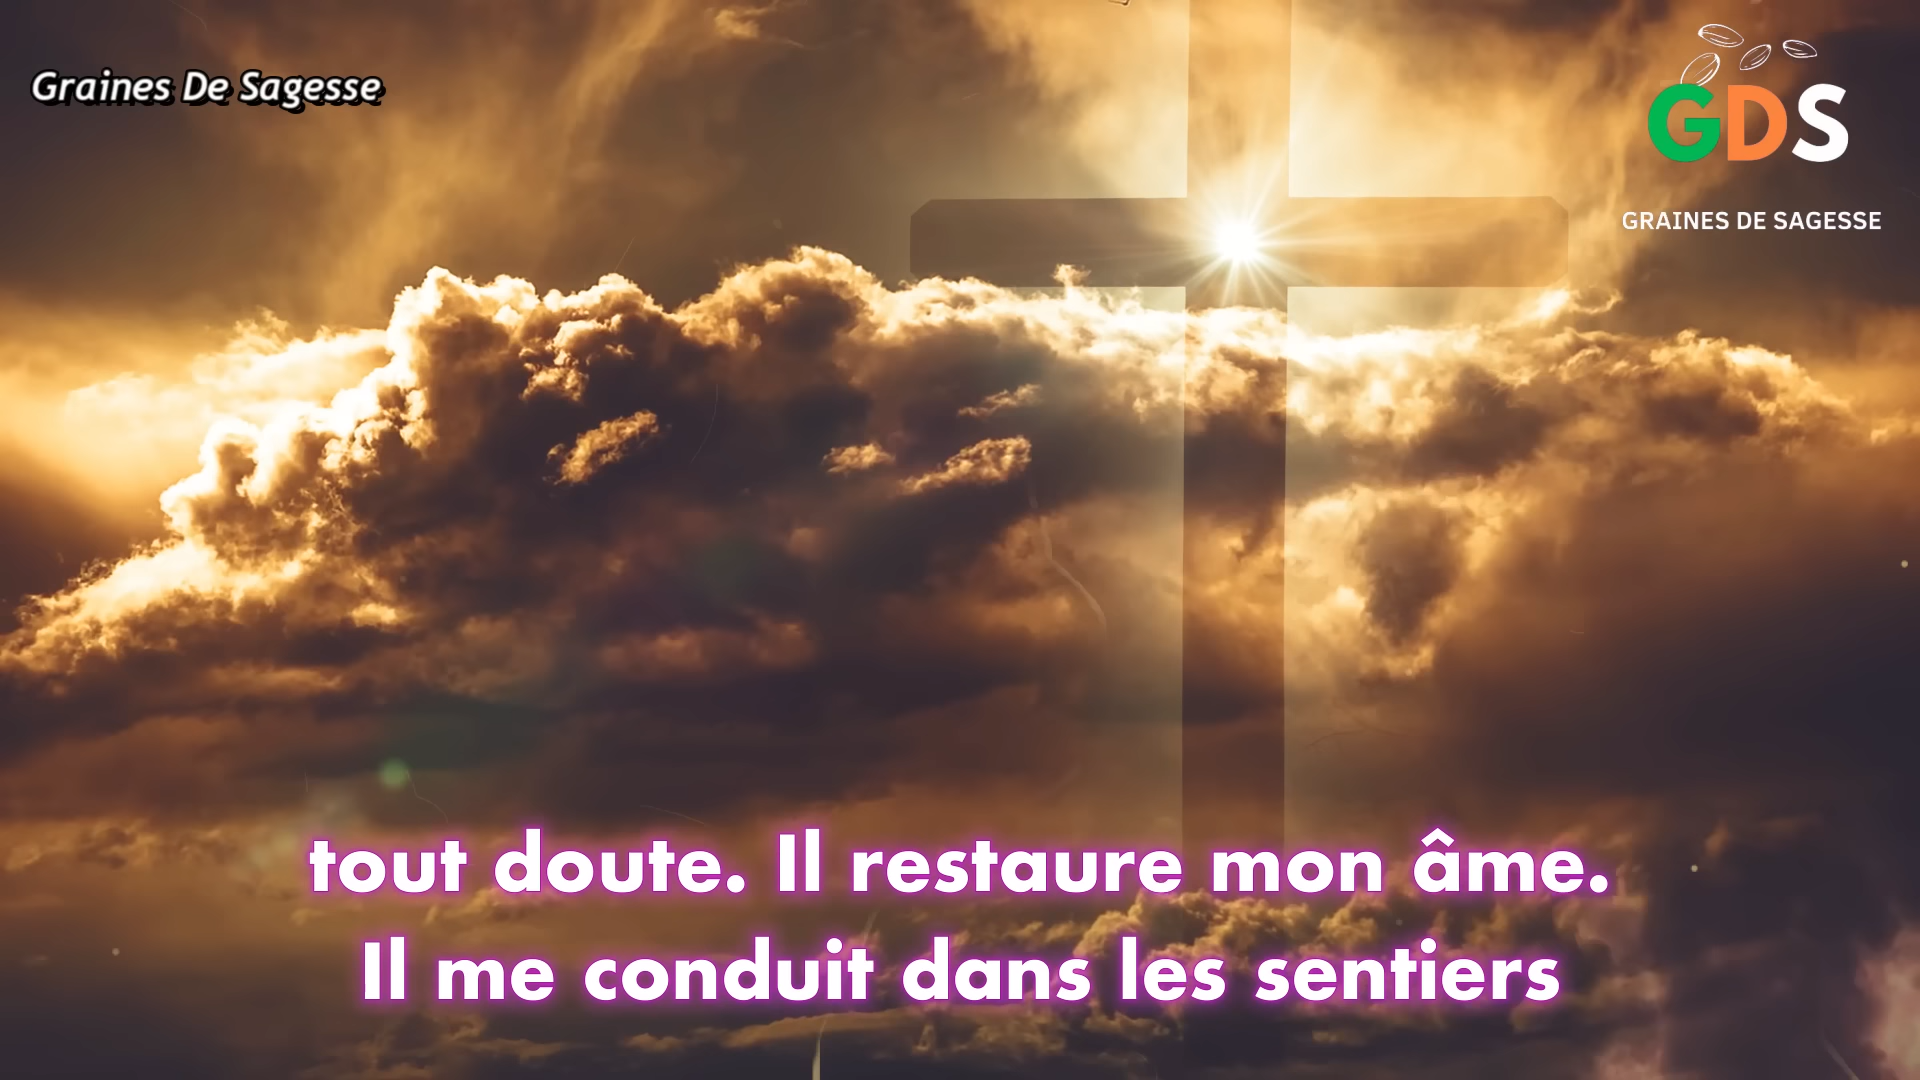 Graines De Sagesse
GDS
GRAINES DE SAGESSE
tout doute. Il restaure mon âme.
Il me conduit dans les sentiers